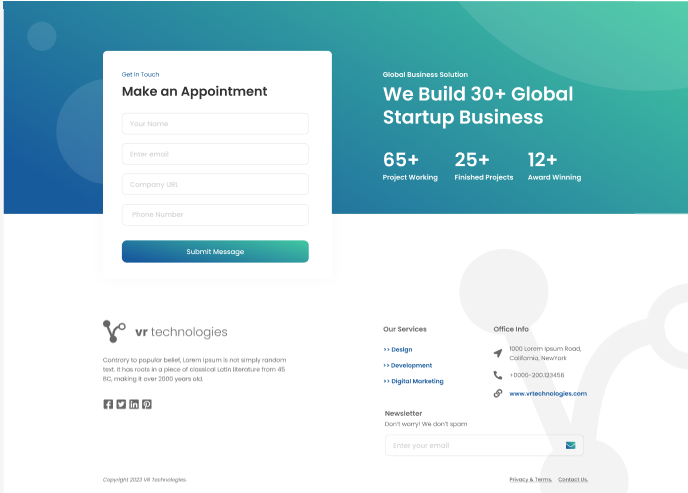 Get in Touch
Make an Appointment
Your Name
Enter email
Company URL
Phone Number
Submit Message
Global Business Solution
We Build 30+ Global
Startup Business
65+ 25+ 12+
Project Working Finished Projects Award Winning
vr technologies
Controry to popular belief, Lorem Ipsum is not simply random
text. It has roots in a piece of classical Latin literature from 45
BC, making it over 2000 years old.
Our Services
>> Design
>> Development
>> Digital Marketing
Office Info
1000 Lorem Ipsum Road,
California, NewYork
+0000-200.123456
www.vrtechnologies.com
Newsletter
Don't worry! We don't spam
Enter your email
Copyright 2023 VR Technologies.
Privacy & Terms. Contact Us.